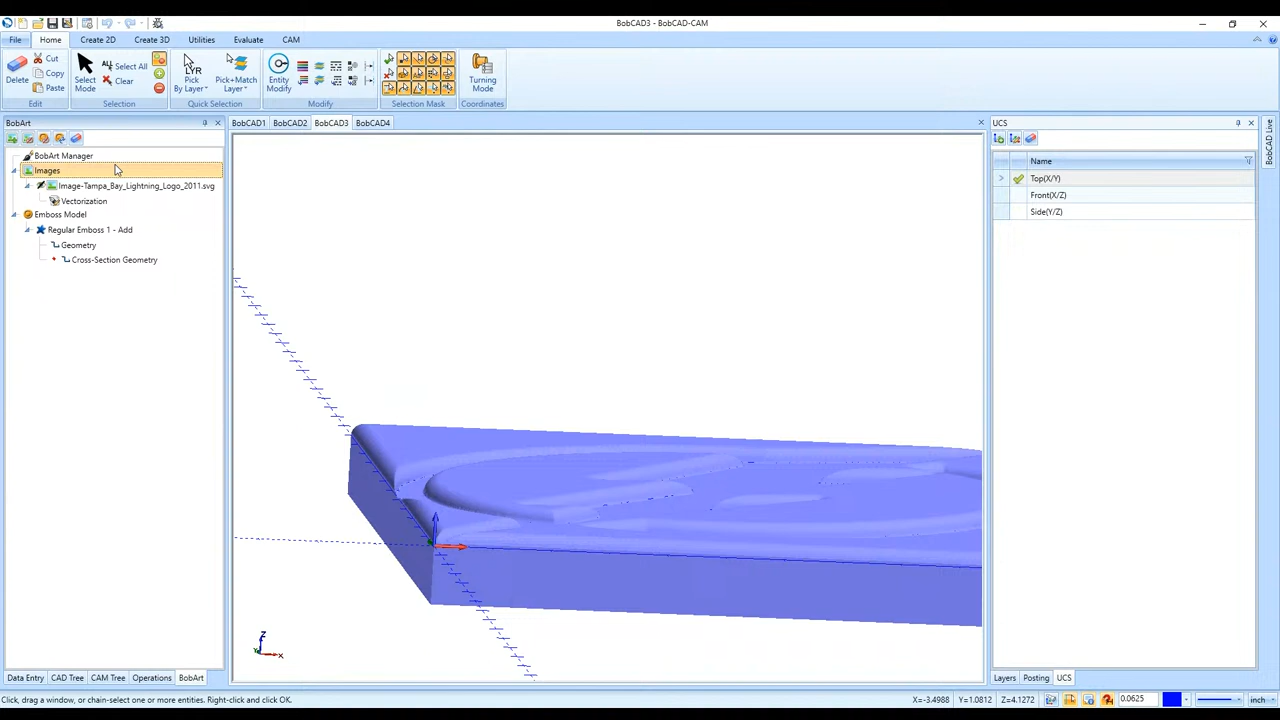 BobCAD3 - BobCAD-CAM
File Home Create 2D Create 3D Utilities Evaluate CAM
Delete Cut Copy Paste Select Mode Select All Clear LYR Pick By Layer Pick+Match Layer Entity Modify Turning Mode
Edit Selection Quick Selection Modify Selection Mask Coordinates
BobArt
BobCAD1 BobCAD2 BobCAD3 BobCAD4
UCS
BobCAD Live
BobArt Manager
Images
Image-Tampa_Bay_Lightning_Logo_2011.svg
Vectorization
Emboss Model
Regular Emboss 1 - Add
Geometry
Cross-Section Geometry
Name
Top(X/Y)
Front(X/Z)
Side(Y/Z)
Z
Y X
Data Entry CAD Tree CAM Tree Operations BobArt
Layers Posting UCS
Click, drag a window, or chain-select one or more entities. Right-click and click OK.
X=-3.4988 Y=1.0812 Z=4.1272 0.0625 inch